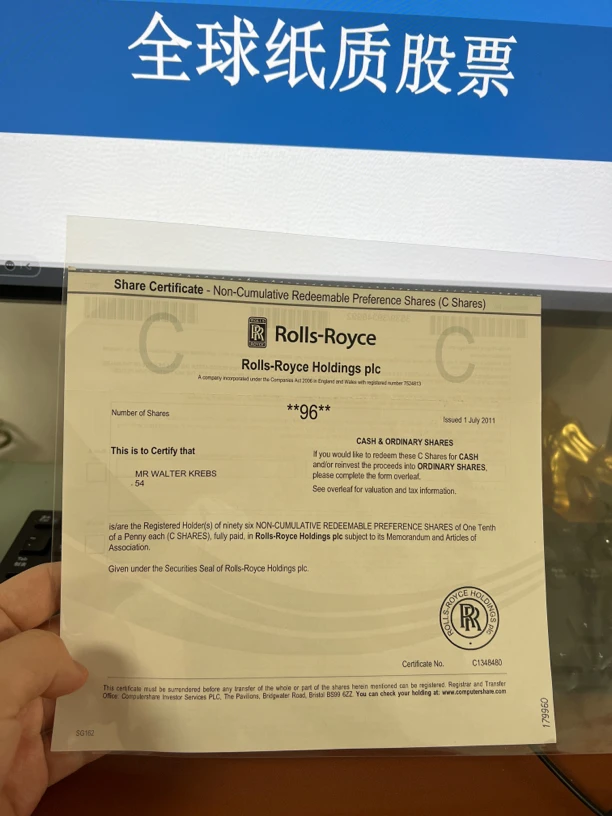 全球纸质股票
Share Certificate - Non-Cumulative Redeemable Preference Shares (C Shares)
C
C
RR
Rolls-Royce
Rolls-Royce Holdings plc
A company incorporated under the Companies Act 2006 in England and Wales with registered number 7524813
Number of Shares
**96**
Issued 1 July 2011
CASH & ORDINARY SHARES
This is to Certify that
If you would like to redeem these C Shares for CASH
and/or reinvest the proceeds into ORDINARY SHARES,
please complete the form overleaf.
MR WALTER KREBS
54
See overleaf for valuation and tax information.
is/are the Registered Holder(s) of ninety six NON-CUMULATIVE REDEEMABLE PREFERENCE SHARES of One Tenth
of a Penny each (C SHARES), fully paid, in Rolls-Royce Holdings plc subject to its Memorandum and Articles of
Association.
Given under the Securities Seal of Rolls-Royce Holdings plc.
ROLLS-ROYCE HOLDINGS plc
RR
Certificate No. C1348480
This certificate must be surrendered before any transfer of the whole or part of the shares herein mentioned can be registered. Registrar and Transfer
Office: Computershare Investor Services PLC, The Pavilions, Bridgwater Road, Bristol BS99 6ZZ. You can check your holding at: www.computershare.com
SG162
179960